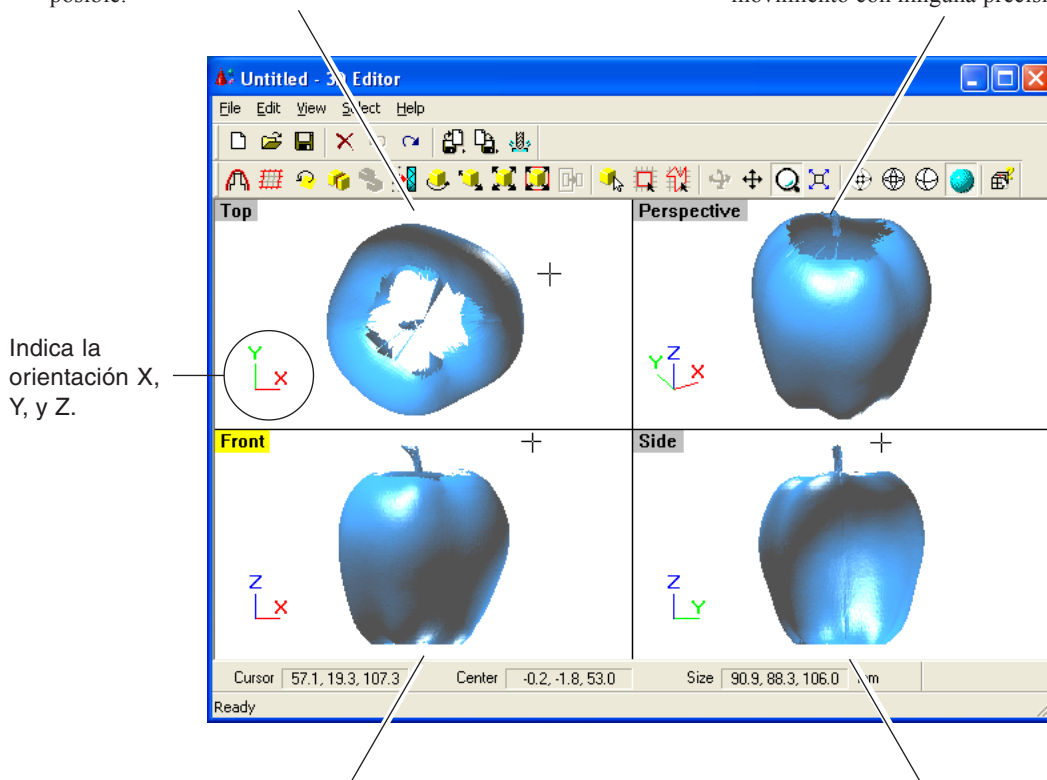 posible.
movimiento con ninguna precisi
Untitled - 3D Editor
File Edit View Select Help
Top
Perspective
Y
X
Z
Y
X
Indica la
orientación X,
Y, y Z.
Front
Side
Z
X
Z
Y
Cursor 57.1, 19.3, 107.3 Center -0.2, -1.8, 53.0 Size 90.9, 88.3, 106.0 mm
Ready